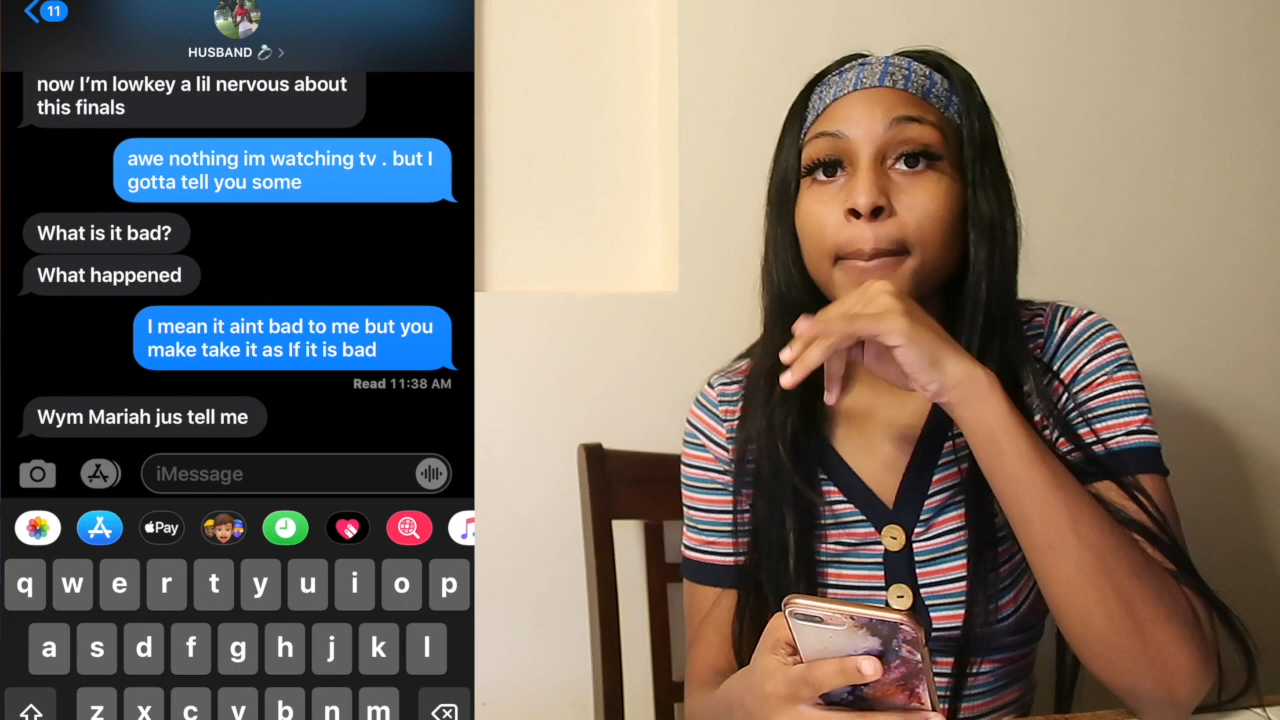 11
HUSBAND
now I'm lowkey a lil nervous about
this finals
awe nothing im watching tv . but I
gotta tell you some
What is it bad?
What happened
I mean it aint bad to me but you
make take it as If it is bad
Read 11:38 AM
Wym Mariah jus tell me
iMessage
Pay
q w e r t y u i o p
a s d f g h j k l
z x c v b n m